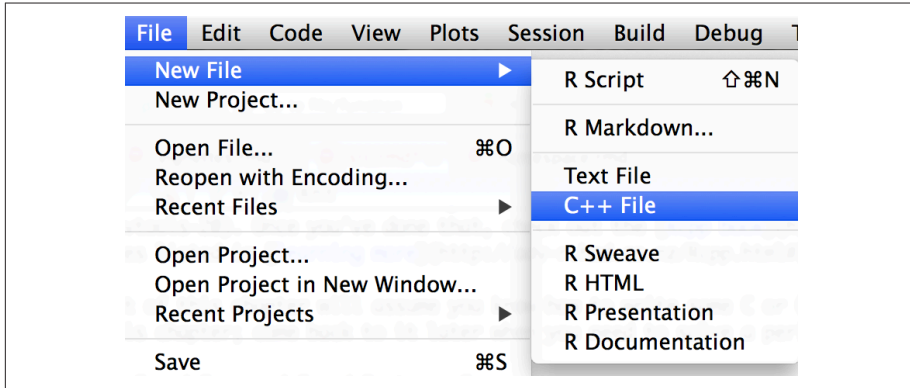 File Edit Code View Plots Session Build Debug
New File ▶
New Project...
Open File... ⌘O
Reopen with Encoding...
Recent Files ▶
Open Project...
Open Project in New Window...
Recent Projects ▶
Save ⌘S
R Script ⇧⌘N
R Markdown...
Text File
C++ File
R Sweave
R HTML
R Presentation
R Documentation